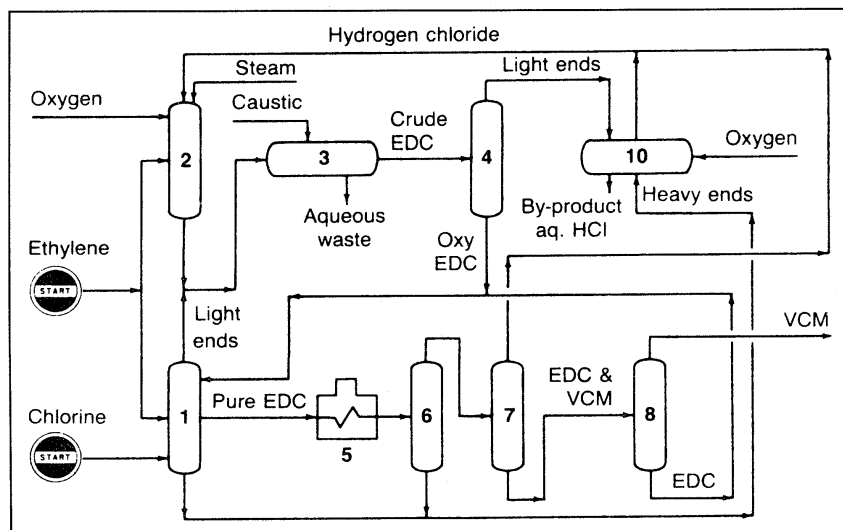 Hydrogen chloride
Steam
Light ends
Oxygen
Caustic
Crude
EDC
2
3
4
10
Oxygen
Aqueous
waste
By-product
aq. HCl
Heavy ends
Ethylene
START
Oxy
EDC
Light
ends
VCM
Chlorine
START
1
Pure EDC
5
6
7
EDC &
VCM
8
EDC